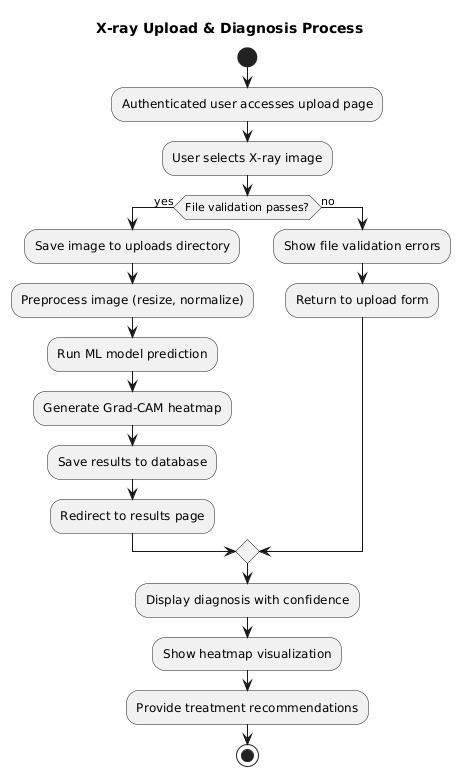 X-ray Upload & Diagnosis Process
Authenticated user accesses upload page
User selects X-ray image
yes
File validation passes?
no
Save image to uploads directory
Show file validation errors
Preprocess image (resize, normalize)
Return to upload form
Run ML model prediction
Generate Grad-CAM heatmap
Save results to database
Redirect to results page
Display diagnosis with confidence
Show heatmap visualization
Provide treatment recommendations